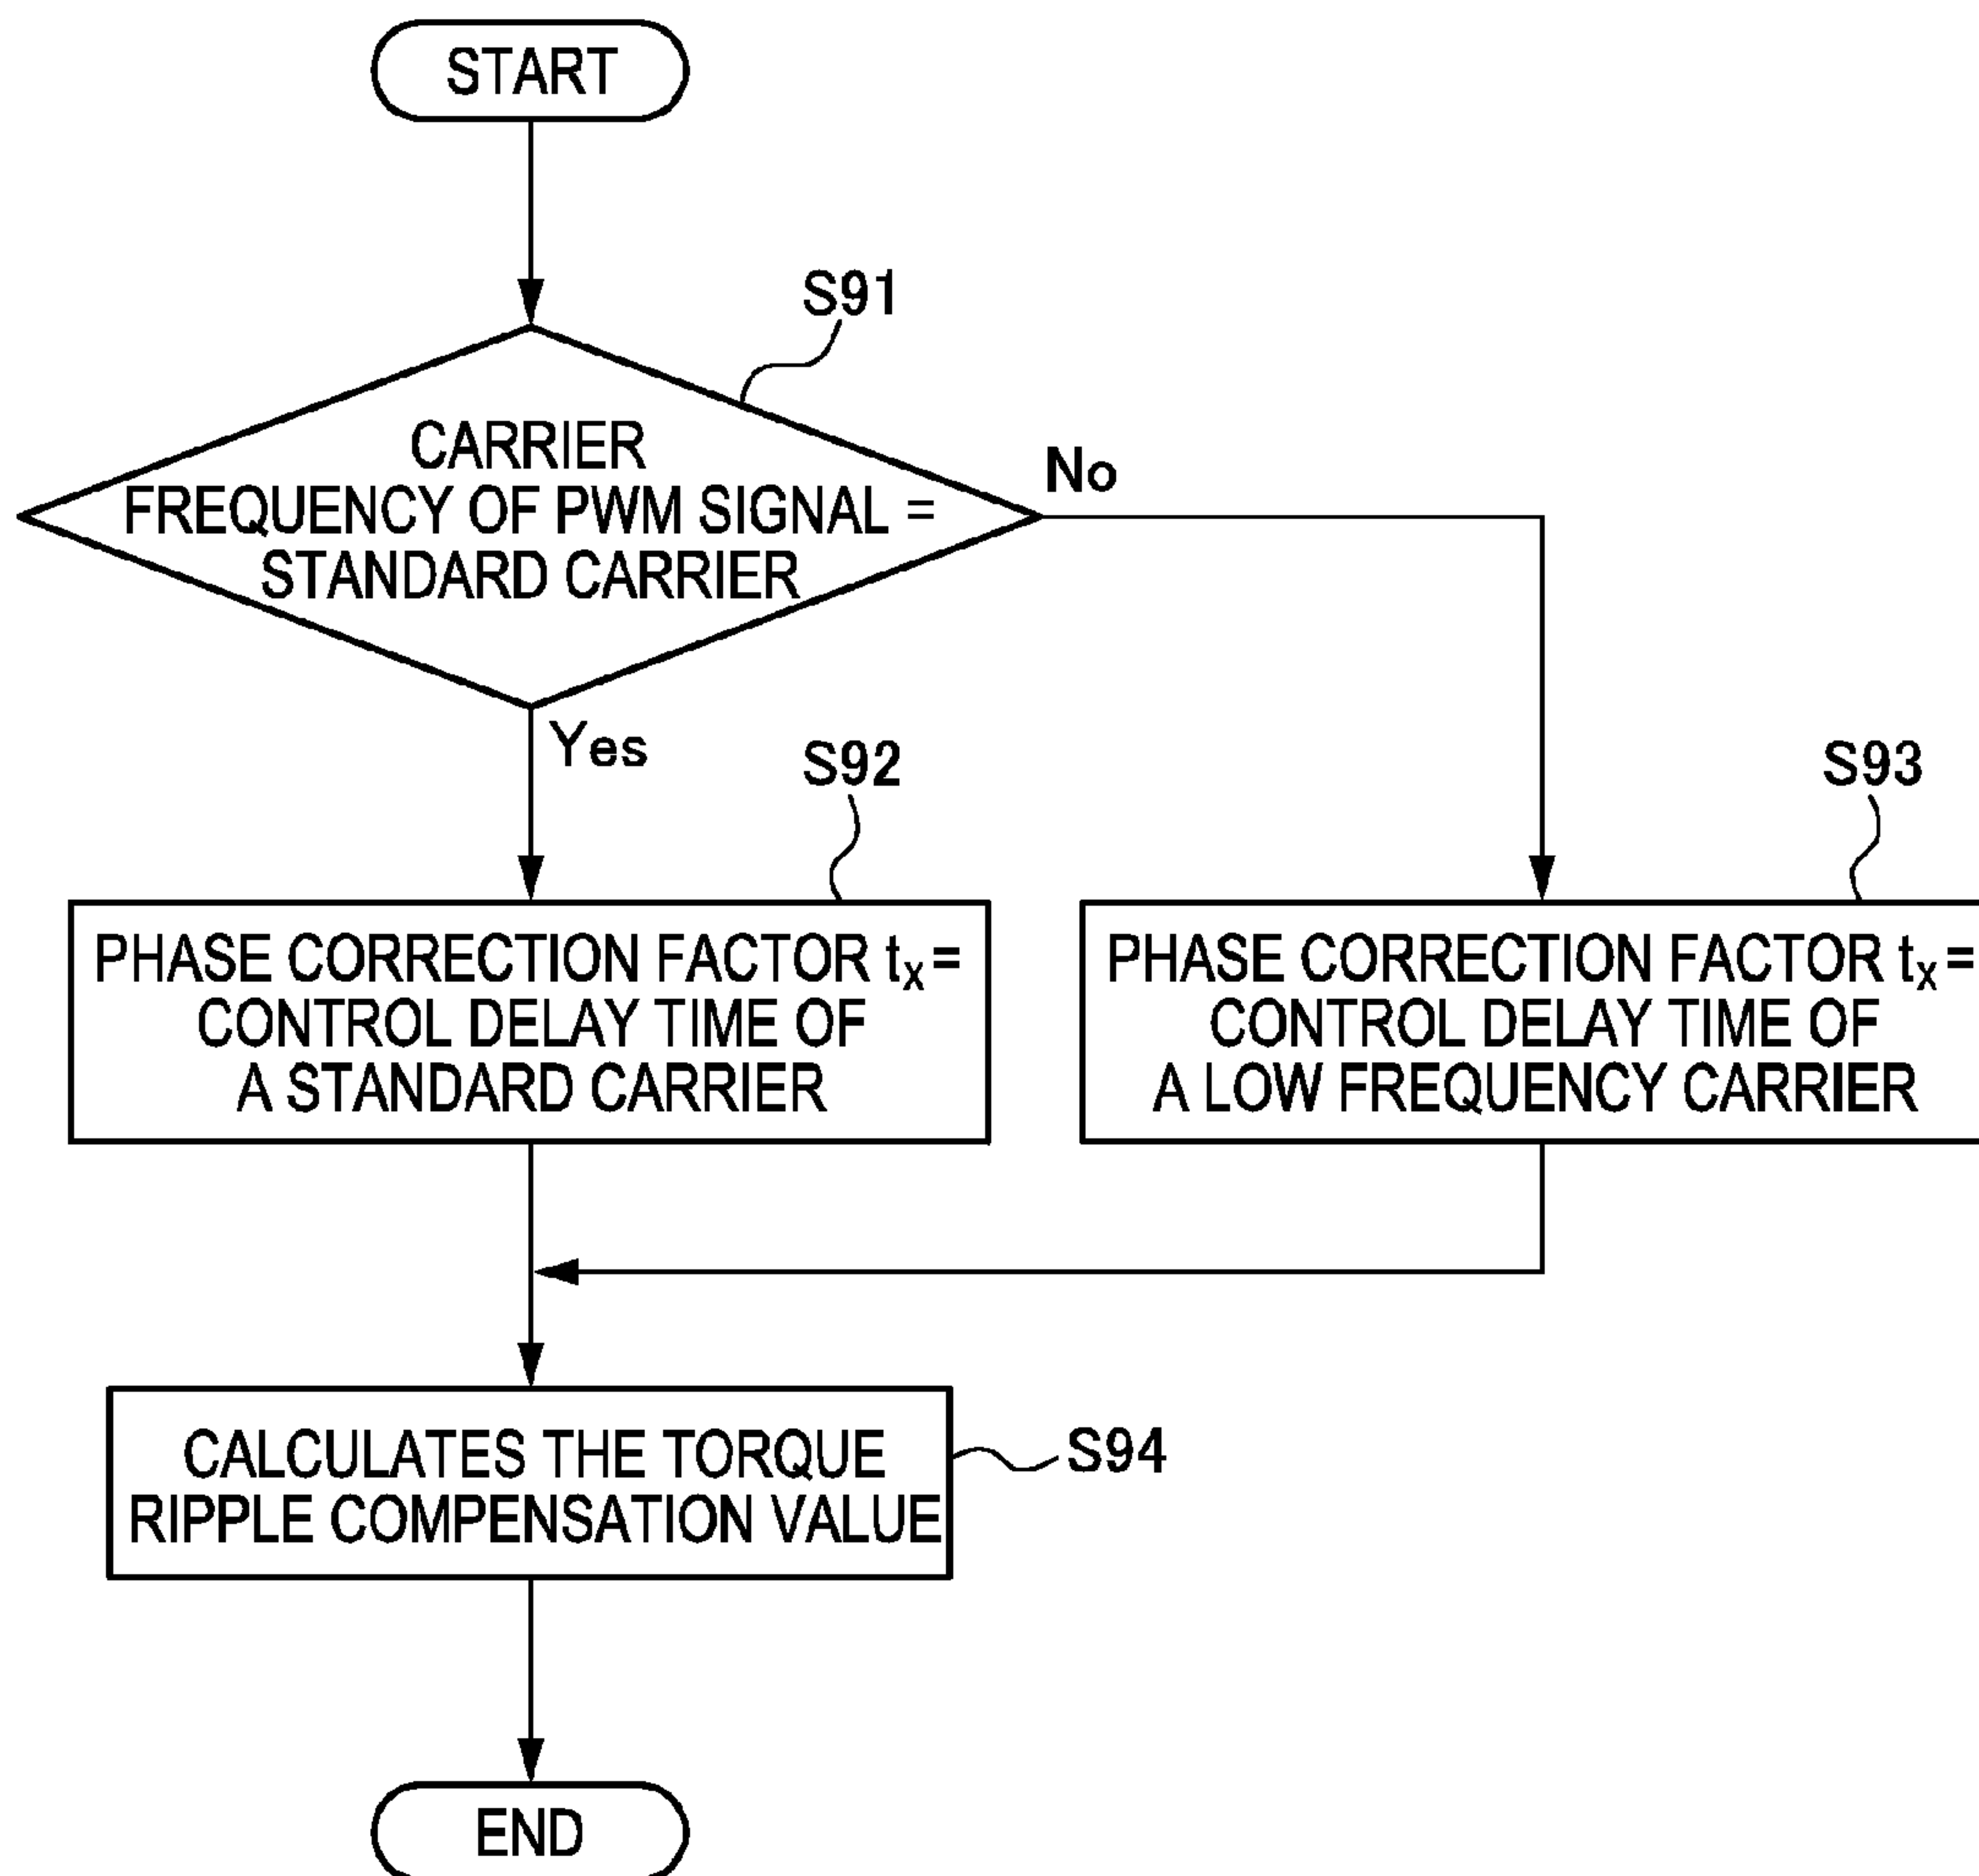 START
S91
CARRIER
FREQUENCY OF PWM SIGNAL =
STANDARD CARRIER
No
Yes
S92
PHASE CORRECTION FACTOR tX =
CONTROL DELAY TIME OF
A STANDARD CARRIER
S93
PHASE CORRECTION FACTOR tX =
CONTROL DELAY TIME OF
A LOW FREQUENCY CARRIER
CALCULATES THE TORQUE
RIPPLE COMPENSATION VALUE
S94
END